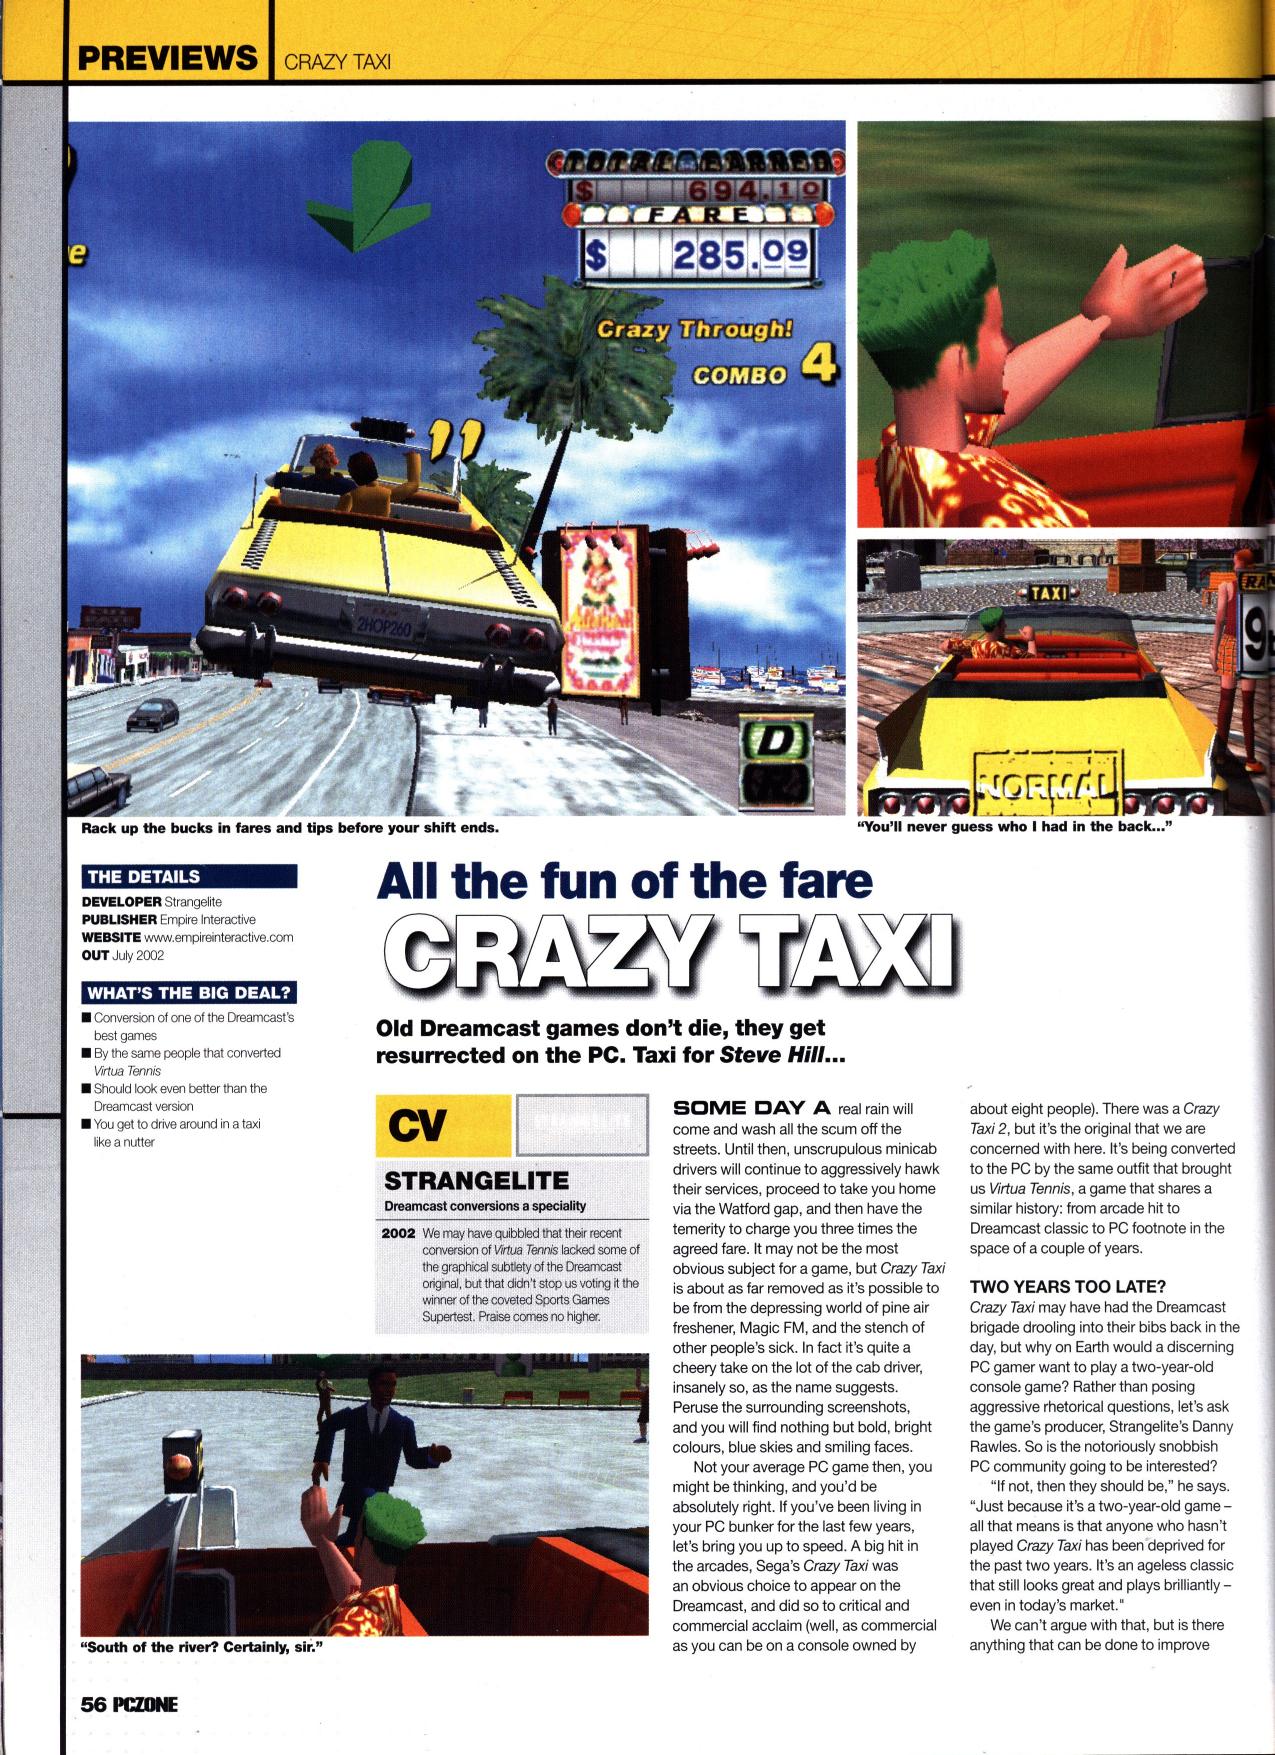 PREVIEWS CRAZY TAXI
TOTAL EARNED
$ 694.10
FARE
$ 285.09
e
Crazy Through!
COMBO 4
2HOP260
D
TAXI
9
NORMAL
Rack up the bucks in fares and tips before your shift ends.
“You'll never guess who I had in the back...”
THE DETAILS
DEVELOPER Strangelite
PUBLISHER Empire Interactive
WEBSITE www.empireinteractive.com
OUT July 2002
WHAT'S THE BIG DEAL?
■ Conversion of one of the Dreamcast's
best games
■ By the same people that converted
Virtua Tennis
■ Should look even better than the
Dreamcast version
■ You get to drive around in a taxi
like a nutter
All the fun of the fare
CRAZY TAXI
Old Dreamcast games don't die, they get
resurrected on the PC. Taxi for Steve Hill...
CV
STRANGELITE
Dreamcast conversions a speciality
2002 We may have quibbled that their recent
conversion of Virtua Tennis lacked some of
the graphical subtlety of the Dreamcast
original, but that didn't stop us voting it the
winner of the coveted Sports Games
Supertest. Praise comes no higher.
“South of the river? Certainly, sir.”
SOME DAY A real rain will
come and wash all the scum off the
streets. Until then, unscrupulous minicab
drivers will continue to aggressively hawk
their services, proceed to take you home
via the Watford gap, and then have the
temerity to charge you three times the
agreed fare. It may not be the most
obvious subject for a game, but Crazy Taxi
is about as far removed as it's possible to
be from the depressing world of pine air
freshener, Magic FM, and the stench of
other people's sick. In fact it's quite a
cheery take on the lot of the cab driver,
insanely so, as the name suggests.
Peruse the surrounding screenshots,
and you will find nothing but bold, bright
colours, blue skies and smiling faces.
Not your average PC game then, you
might be thinking, and you'd be
absolutely right. If you've been living in
your PC bunker for the last few years,
let's bring you up to speed. A big hit in
the arcades, Sega's Crazy Taxi was
an obvious choice to appear on the
Dreamcast, and did so to critical and
commercial acclaim (well, as commercial
as you can be on a console owned by
about eight people). There was a Crazy
Taxi 2, but it's the original that we are
concerned with here. It's being converted
to the PC by the same outfit that brought
us Virtua Tennis, a game that shares a
similar history: from arcade hit to
Dreamcast classic to PC footnote in the
space of a couple of years.
TWO YEARS TOO LATE?
Crazy Taxi may have had the Dreamcast
brigade drooling into their bibs back in the
day, but why on Earth would a discerning
PC gamer want to play a two-year-old
console game? Rather than posing
aggressive rhetorical questions, let's ask
the game's producer, Strangelite's Danny
Rawles. So is the notoriously snobbish
PC community going to be interested?
“If not, then they should be,” he says.
“Just because it's a two-year-old game –
all that means is that anyone who hasn't
played Crazy Taxi has been deprived for
the past two years. It's an ageless classic
that still looks great and plays brilliantly –
even in today's market."
We can't argue with that, but is there
anything that can be done to improve
56 PCZONE